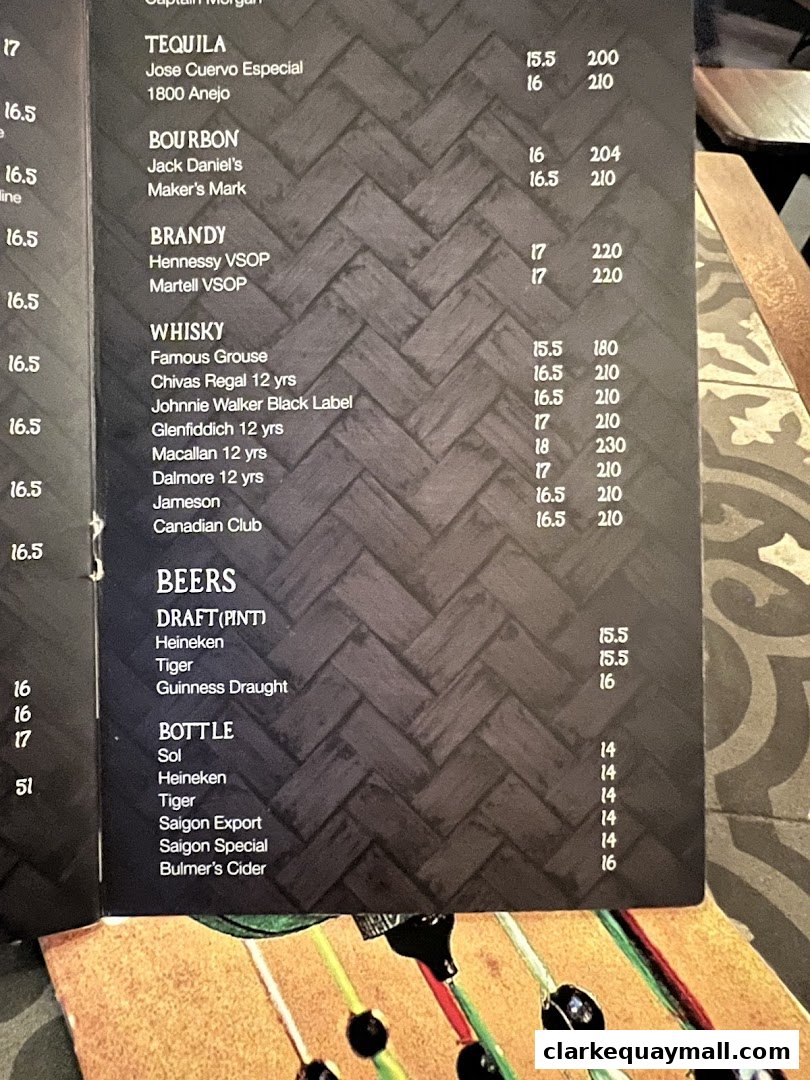 17
16.5
e
16.5
line
16.5
16.5
16.5
16.5
16.5
16.5
16
16
17
51
Captain Morgan
TEQUILA
Jose Cuervo Especial 15.5 200
1800 Anejo 16 210
BOURBON
Jack Daniel's 16 204
Maker's Mark 16.5 210
BRANDY
Hennessy VSOP 17 220
Martell VSOP 17 220
WHISKY
Famous Grouse 15.5 180
Chivas Regal 12 yrs 16.5 210
Johnnie Walker Black Label 16.5 210
Glenfiddich 12 yrs 17 210
Macallan 12 yrs 18 230
Dalmore 12 yrs 17 210
Jameson 16.5 210
Canadian Club 16.5 210
BEERS
DRAFT (PINT)
Heineken 15.5
Tiger 15.5
Guinness Draught 16
BOTTLE
Sol 14
Heineken 14
Tiger 14
Saigon Export 14
Saigon Special 14
Bulmer's Cider 16
clarkequaymall.com